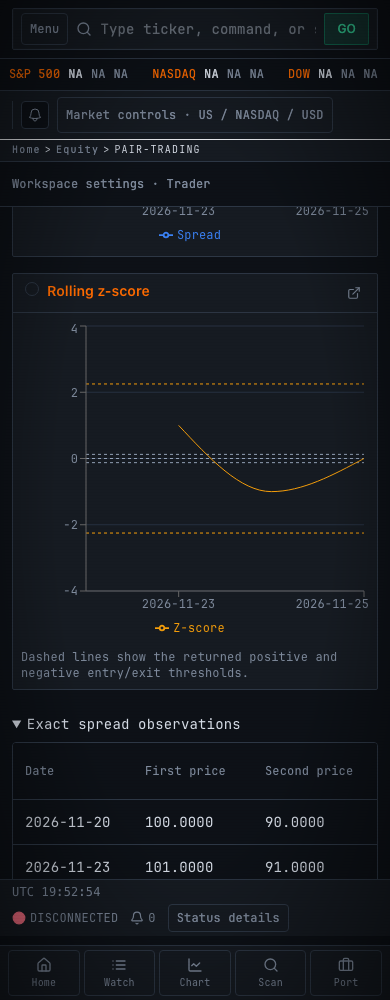 Menu Type ticker, command, or GO
S&P 500 NA NA NA NASDAQ NA NA NA DOW NA NA NA
Market controls · US / NASDAQ / USD
Home > Equity > PAIR-TRADING
Workspace settings · Trader
2026-11-23 2026-11-25
Spread
Rolling z-score
4
2
0
-2
-4
2026-11-23 2026-11-25
Z-score
Dashed lines show the returned positive and
negative entry/exit thresholds.
▼ Exact spread observations
Date First price Second price
2026-11-20 100.0000 90.0000
2026-11-23 101.0000 91.0000
UTC 19:52:54
DISCONNECTED 0 Status details
Home Watch Chart Scan Port